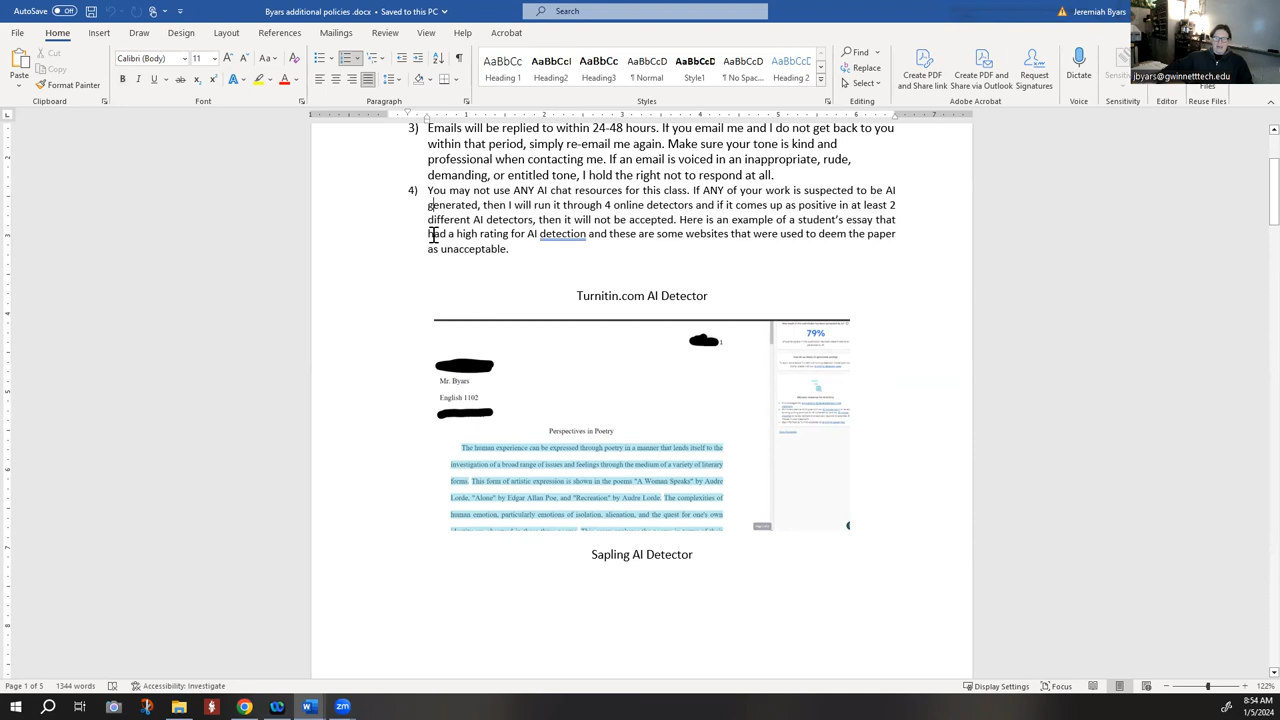 AutoSave Off Byars additional policies .docx • Saved to this PC Search Jeremiah Byars
File Home Insert Draw Design Layout References Mailings Review View Help Acrobat
Paste
Cut
Copy
Format Painter
Clipboard
Calibri (Body) 11
Font
Paragraph
AaBbCc AaBbCcI AaBbCc AaBbCcD AaBbCcD AaBbCcD AaBbCcD
Heading 1 Heading2 Heading3 ¶ Normal Style1 ¶ No Spac... Heading 2
Styles
Find
Replace
Select
Editing
Create PDF and Share link
Create PDF and Share via Outlook
Request Signatures
Adobe Acrobat
Dictate
Voice
Sensitivity
Sensitivity
Files
Reuse Files
jbyars@gwinnetttech.edu
3) Emails will be replied to within 24-48 hours. If you email me and I do not get back to you
within that period, simply re-email me again. Make sure your tone is kind and
professional when contacting me. If an email is voiced in an inappropriate, rude,
demanding, or entitled tone, I hold the right not to respond at all.
4) You may not use ANY AI chat resources for this class. If ANY of your work is suspected to be AI
generated, then I will run it through 4 online detectors and if it comes up as positive in at least 2
different AI detectors, then it will not be accepted. Here is an example of a student's essay that
had a high rating for AI detection and these are some websites that were used to deem the paper
as unacceptable.
Turnitin.com AI Detector
79%
1
Mr. Byars
English 1102
Perspectives in Poetry
The human experience can be expressed through poetry in a manner that lends itself to the
investigation of a broad range of issues and feelings through the medium of a variety of literary
forms. This form of artistic expression is shown in the poems "A Woman Speaks" by Audre
Lorde, "Alone" by Edgar Allan Poe, and "Recreation" by Audre Lorde. The complexities of
human emotion, particularly emotions of isolation, alienation, and the quest for one's own
Sapling AI Detector
Page 1 of 5 1344 words Accessibility: Investigate Display Settings Focus 122%
8:54 AM
1/5/2024